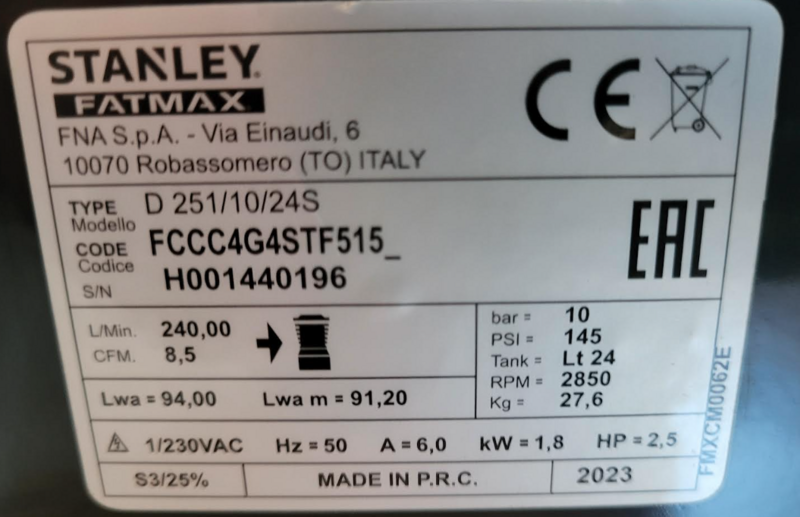 STANLEY.
FATMAX
FNA S.p.A. - Via Einaudi, 6
10070 Robassomero (TO) ITALY
CE
TYPE D 251/10/24S
Modello
CODE FCCC4G4STF515_
Codice
S/N H001440196
EAC
L/Min. 240,00
CFM. 8,5
Lwa = 94,00 Lwa m = 91,20
bar = 10
PSI = 145
Tank = Lt 24
RPM = 2850
Kg = 27,6
FMXCM0062E
1/230VAC Hz = 50 A = 6,0 kW = 1,8 HP = 2,5
S3/25% MADE IN P.R.C. 2023